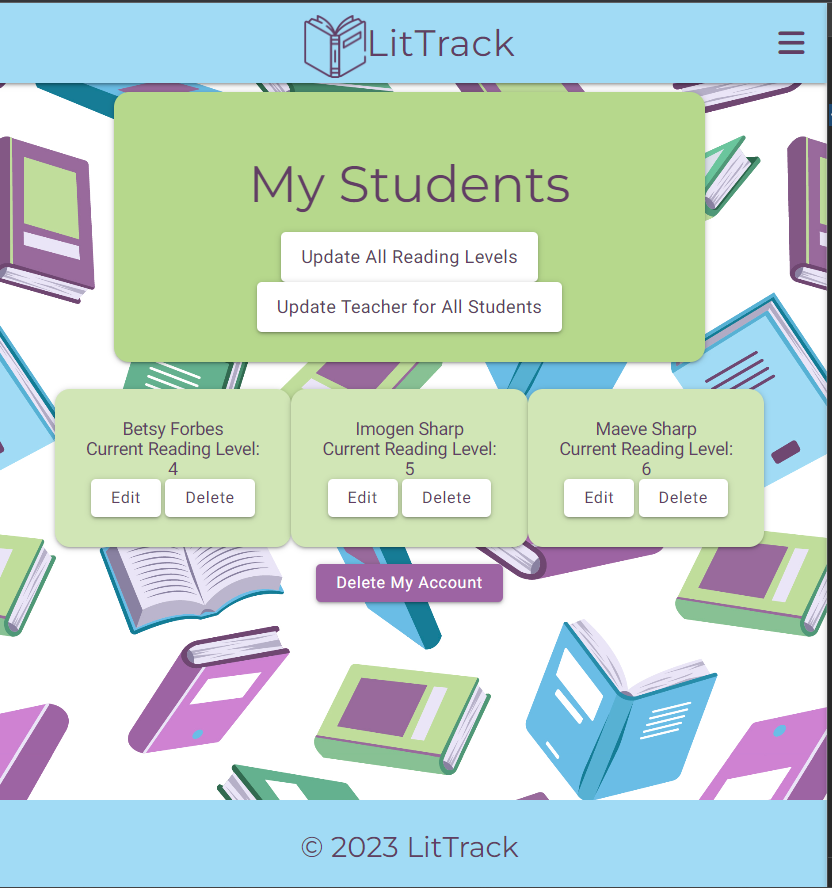 LitTrack
My Students
Update All Reading Levels
Update Teacher for All Students
Betsy Forbes
Current Reading Level:
4
Edit Delete
Imogen Sharp
Current Reading Level:
5
Edit Delete
Maeve Sharp
Current Reading Level:
6
Edit Delete
Delete My Account
© 2023 LitTrack